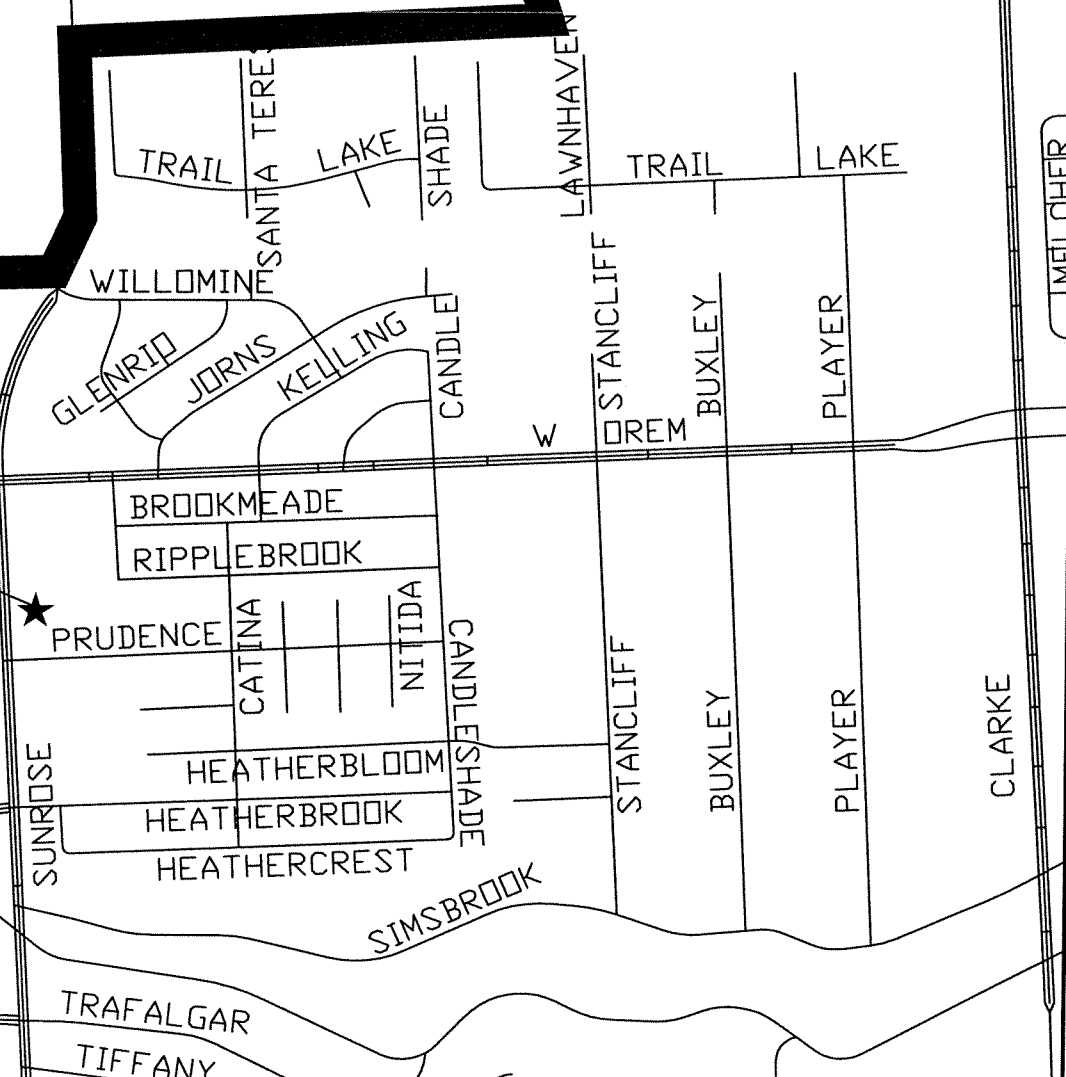 LAWNHAVEN
SANTA TERES
SHADE
TRAIL
LAKE
TRAIL
LAKE
MELCHER
WILLOMINE
STANCLIFF
GLENRIO
JORNS
KELLING
CANDLE
BUXLEY
PLAYER
W OREM
BROOKMEADE
RIPPLEBROOK
PRUDENCE
CATINA
NITIDA
CANDLESHADE
STANCLIFF
BUXLEY
PLAYER
CLARKE
SUNROSE
HEATHERBLOOM
HEATHERBROOK
HEATHERCREST
SIMSBROOK
TRAFALGAR
TIFFANY